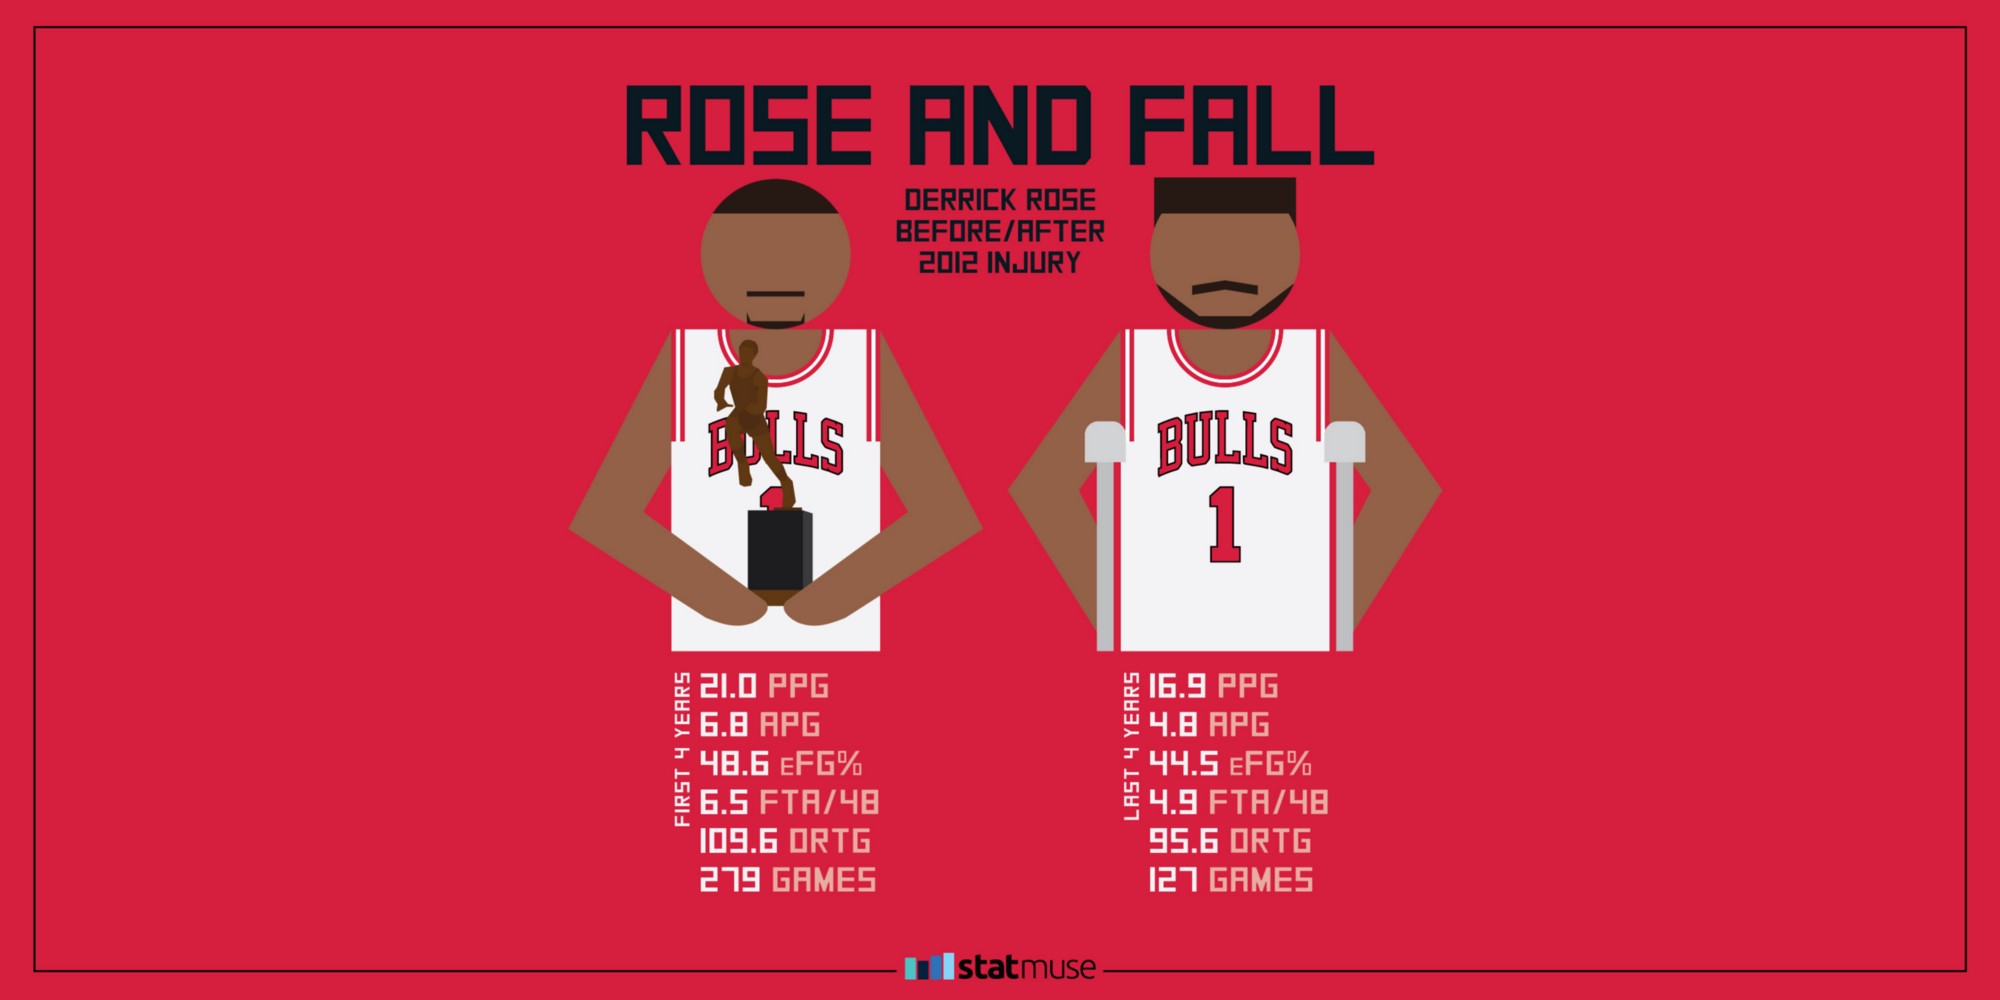 ROSE AND FALL
DERRICK ROSE
BEFORE/AFTER
2012 INJURY
BULLS
1
BULLS
1
FIRST 4 YEARS
21.0 PPG
6.8 APG
48.6 eFG%
6.5 FTA/48
109.6 ORTG
279 GAMES
LAST 4 YEARS
16.9 PPG
4.8 APG
44.5 eFG%
4.9 FTA/48
95.6 ORTG
127 GAMES
statmuse